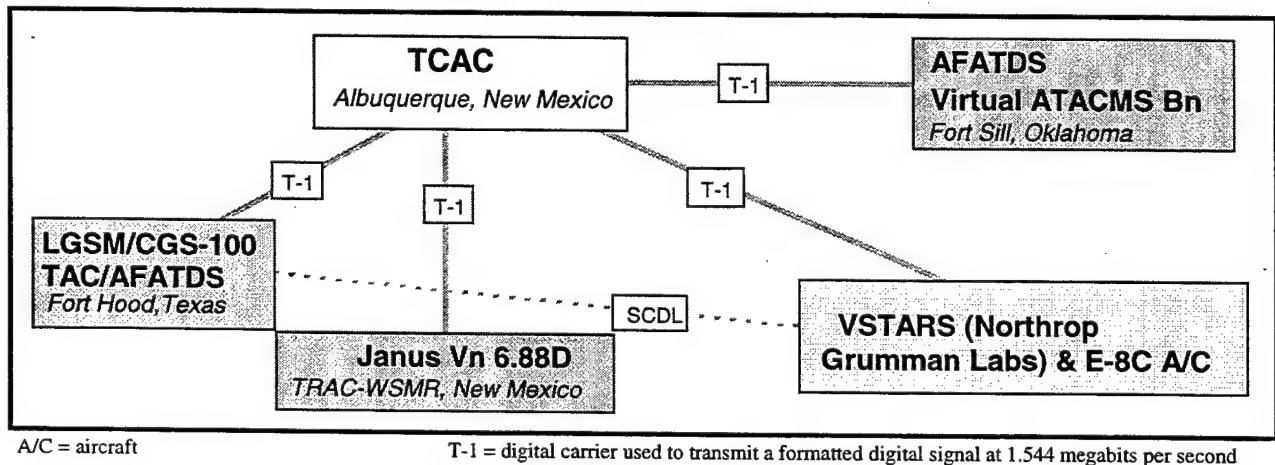 TCAC
Albuquerque, New Mexico
T-1
AFATDS
Virtual ATACMS Bn
Fort Sill, Oklahoma
T-1
T-1
T-1
LGSM/CGS-100
TAC/AFATDS
Fort Hood, Texas
SCDL
VSTARS (Northrop
Grumman Labs) & E-8C A/C
Janus Vn 6.88D
TRAC-WSMR, New Mexico
A/C = aircraft
T-1 = digital carrier used to transmit a formatted digital signal at 1.544 megabits per second